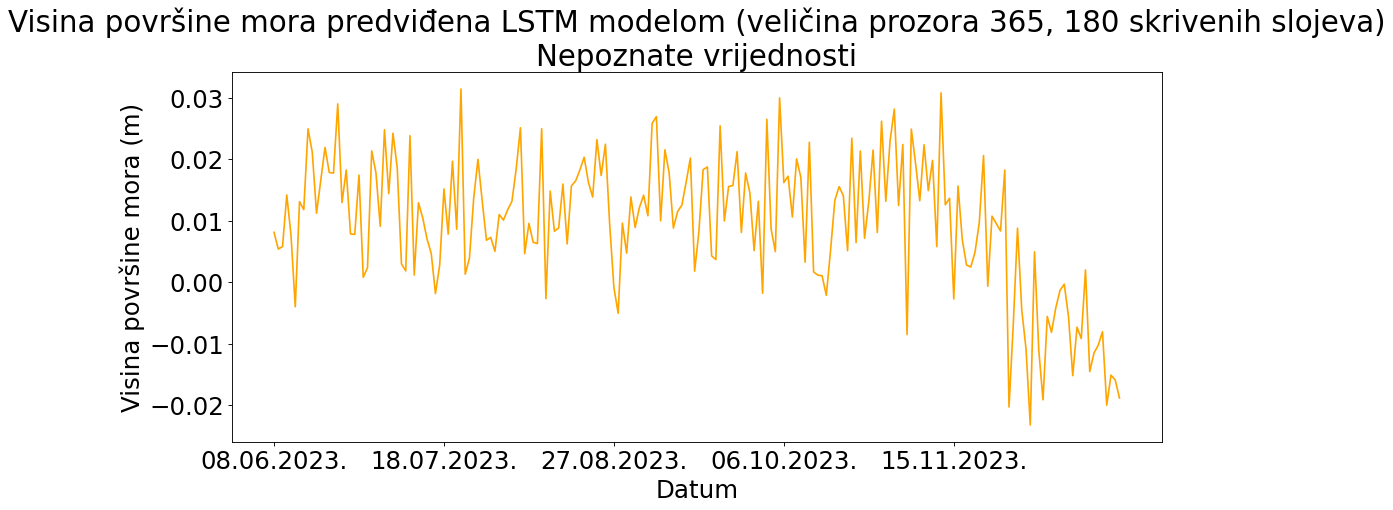 Visina površine mora predviđena LSTM modelom (veličina prozora 365, 180 skrivenih slojeva)
Nepoznate vrijednosti
Visina površine mora (m)
0.03
0.02
0.01
0.00
−0.01
−0.02
08.06.2023. 18.07.2023. 27.08.2023. 06.10.2023. 15.11.2023.
Datum